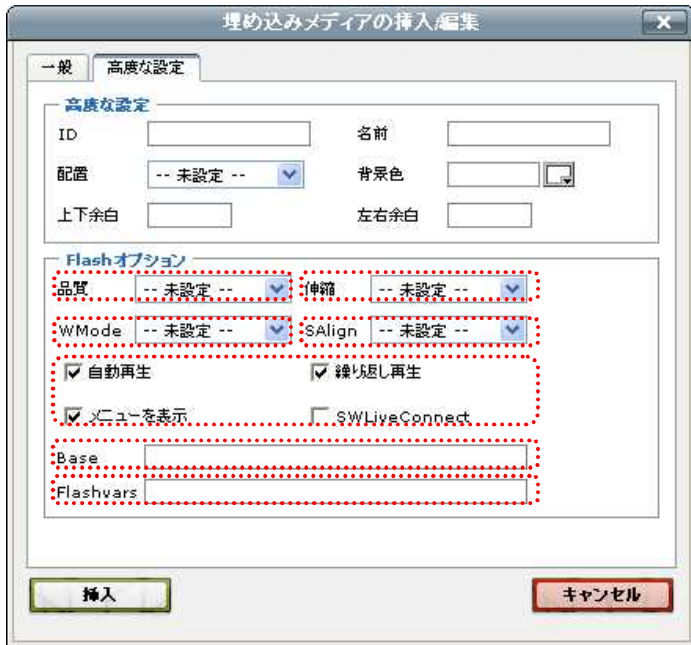 埋め込みメディアの挿入/編集
一般 高度な設定
高度な設定
ID 名前
配置 -- 未設定 -- 背景色
上下余白 左右余白
Flashオプション
品質 -- 未設定 -- 伸縮 -- 未設定 --
WMode -- 未設定 -- SAlign -- 未設定 --
自動再生 繰り返し再生
メニューを表示 SWLiveConnect
Base
Flashvars
挿入 キャンセル